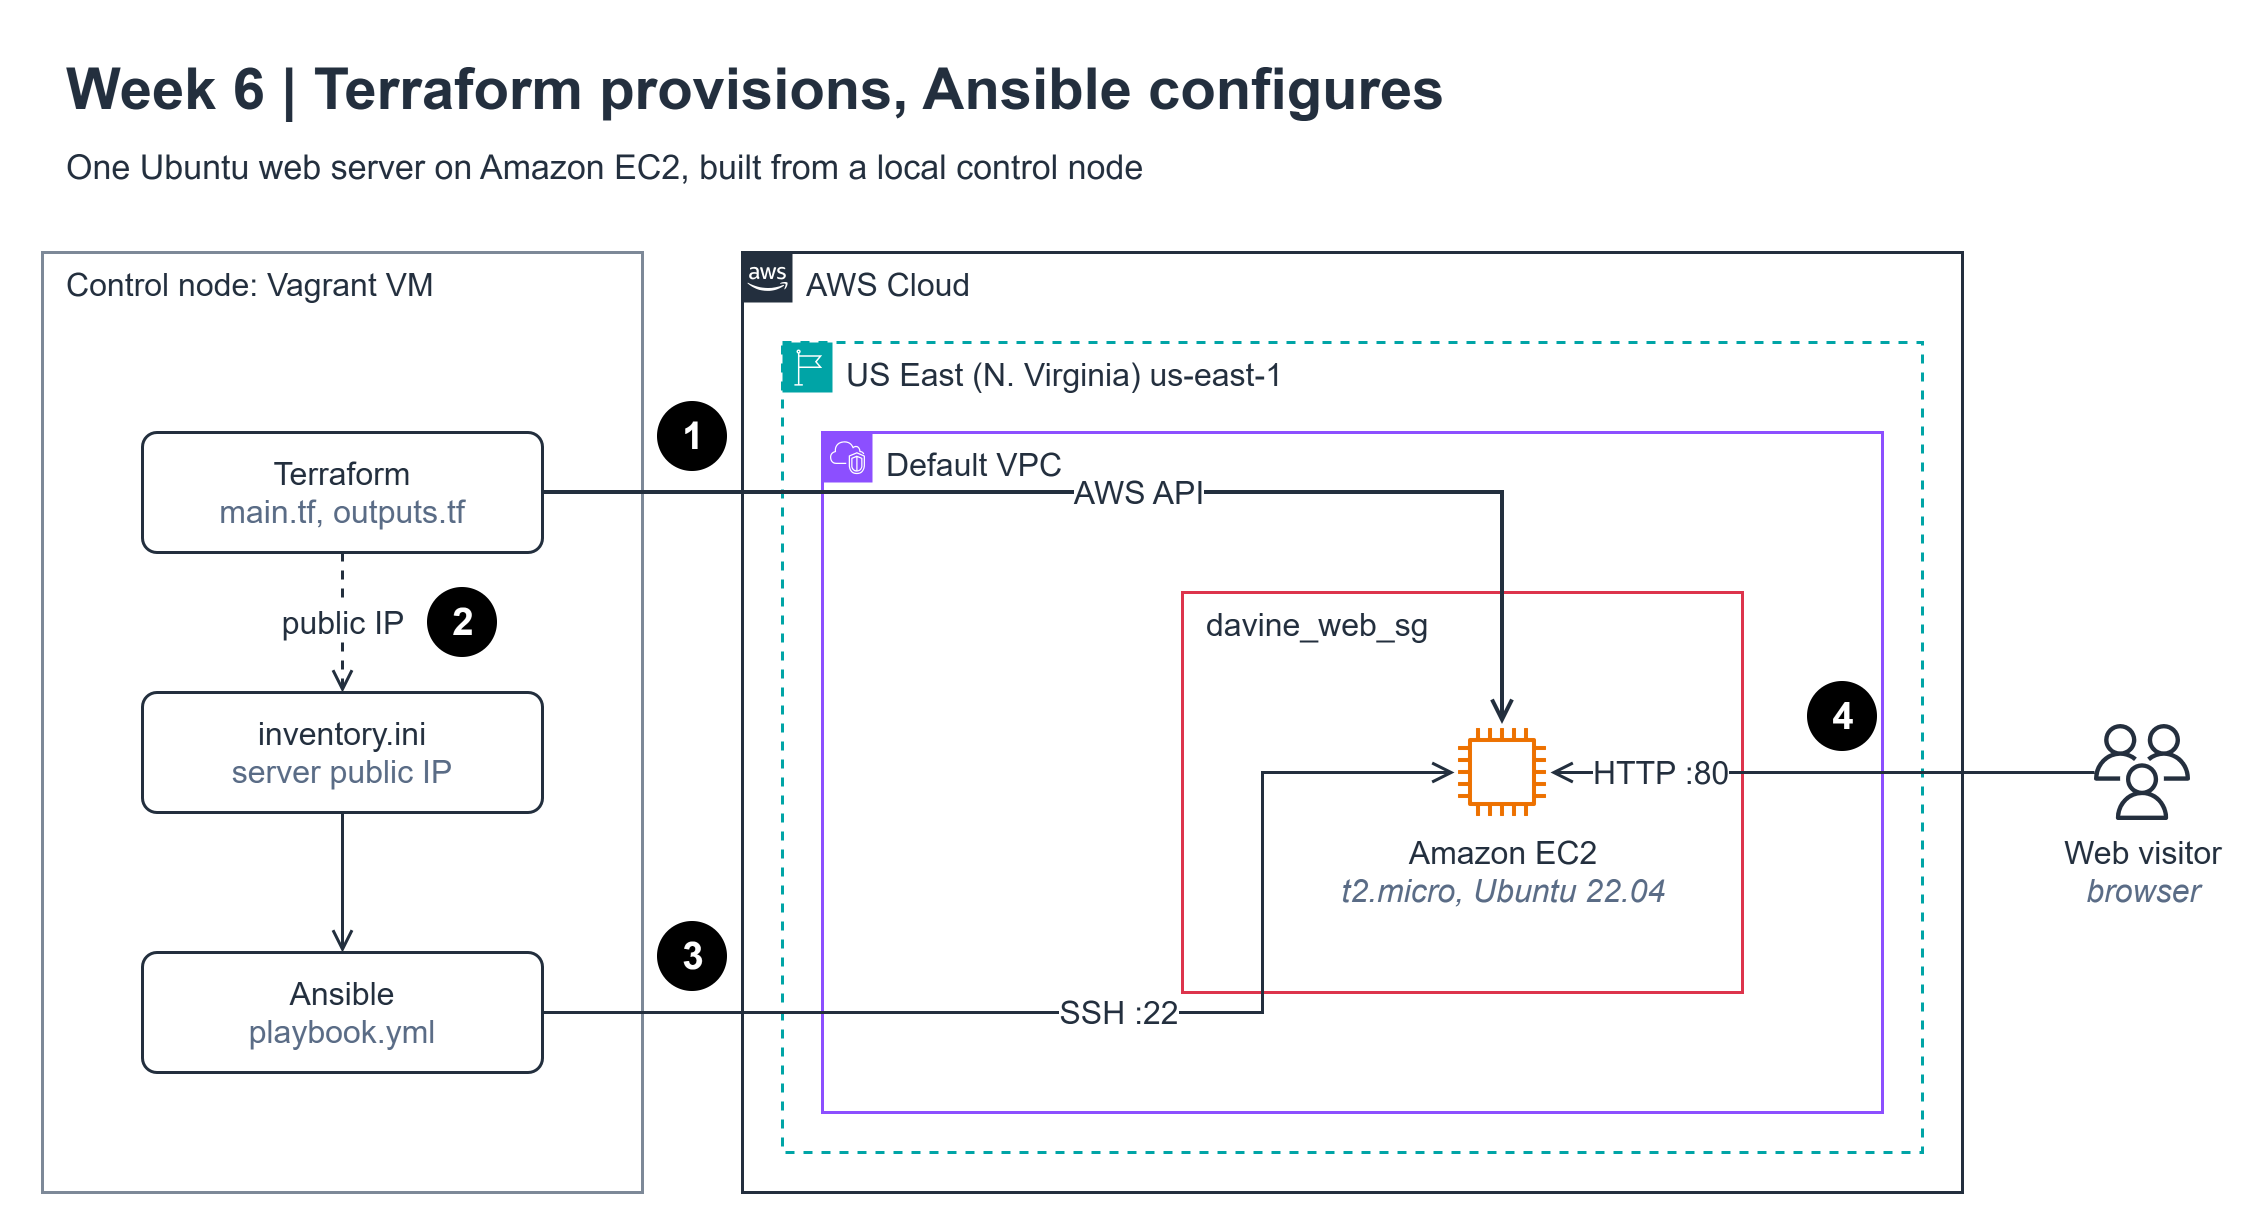 Week 6 | Terraform provisions, Ansible configures
One Ubuntu web server on Amazon EC2, built from a local control node
Control node: Vagrant VM
aws
AWS Cloud
US East (N. Virginia) us-east-1
1
Default VPC
Terraform
main.tf, outputs.tf
AWS API
public IP
2
davine_web_sg
inventory.ini
server public IP
4
HTTP :80
Amazon EC2
t2.micro, Ubuntu 22.04
Web visitor
browser
3
Ansible
playbook.yml
SSH :22